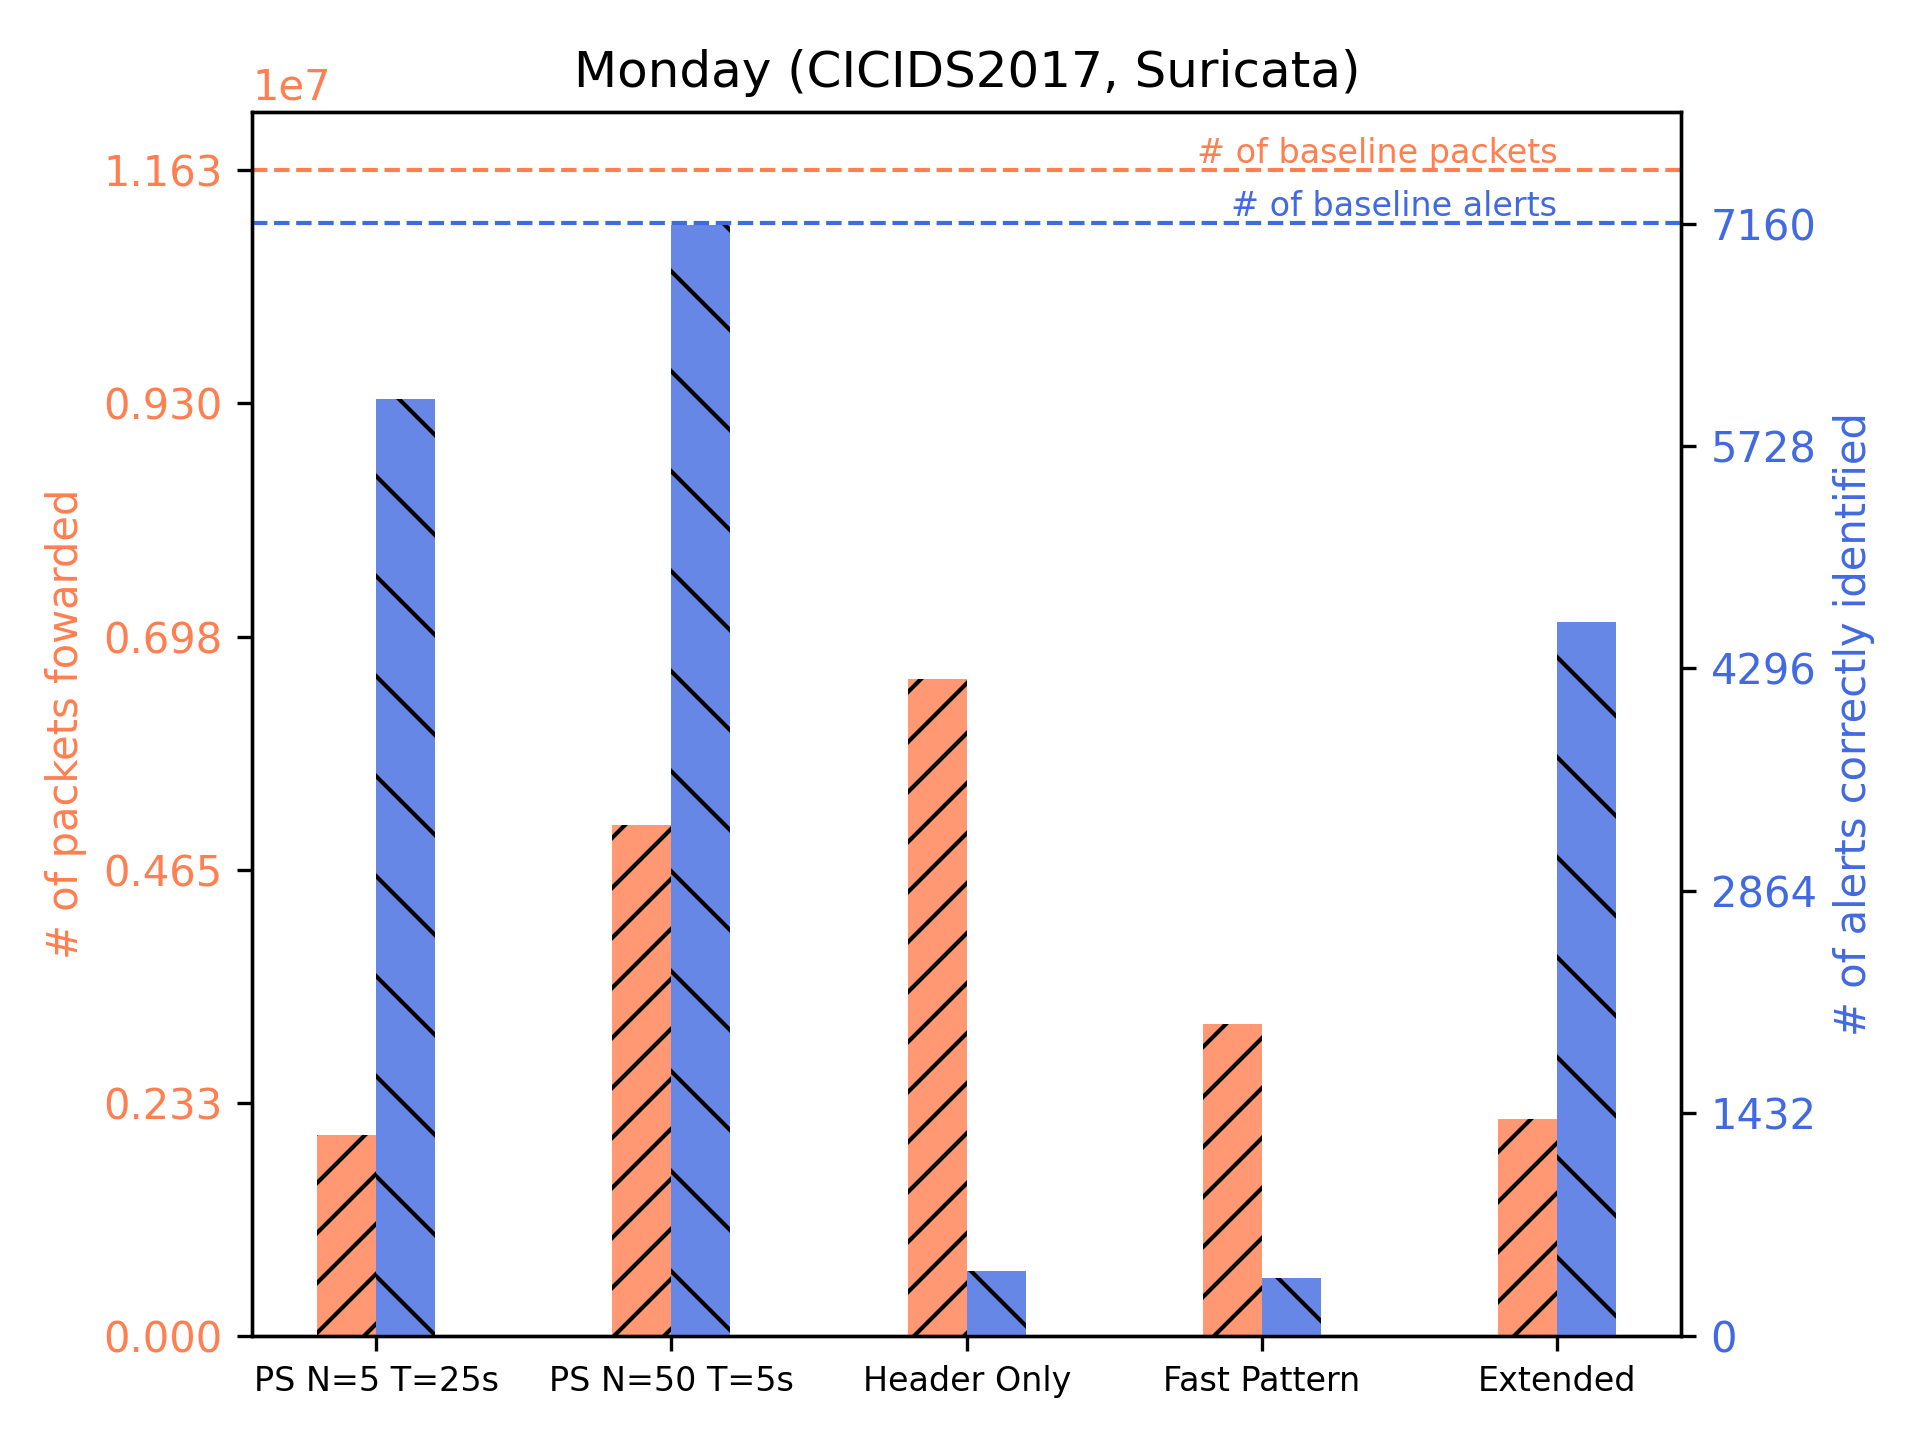 Monday (CICIDS2017, Suricata)
1e7
# of baseline packets
# of baseline alerts
1.163
0.930
0.698
0.465
0.233
0.000
# of packets fowarded
7160
5728
4296
2864
1432
0
# of alerts correctly identified
PS N=5 T=25s
PS N=50 T=5s
Header Only
Fast Pattern
Extended